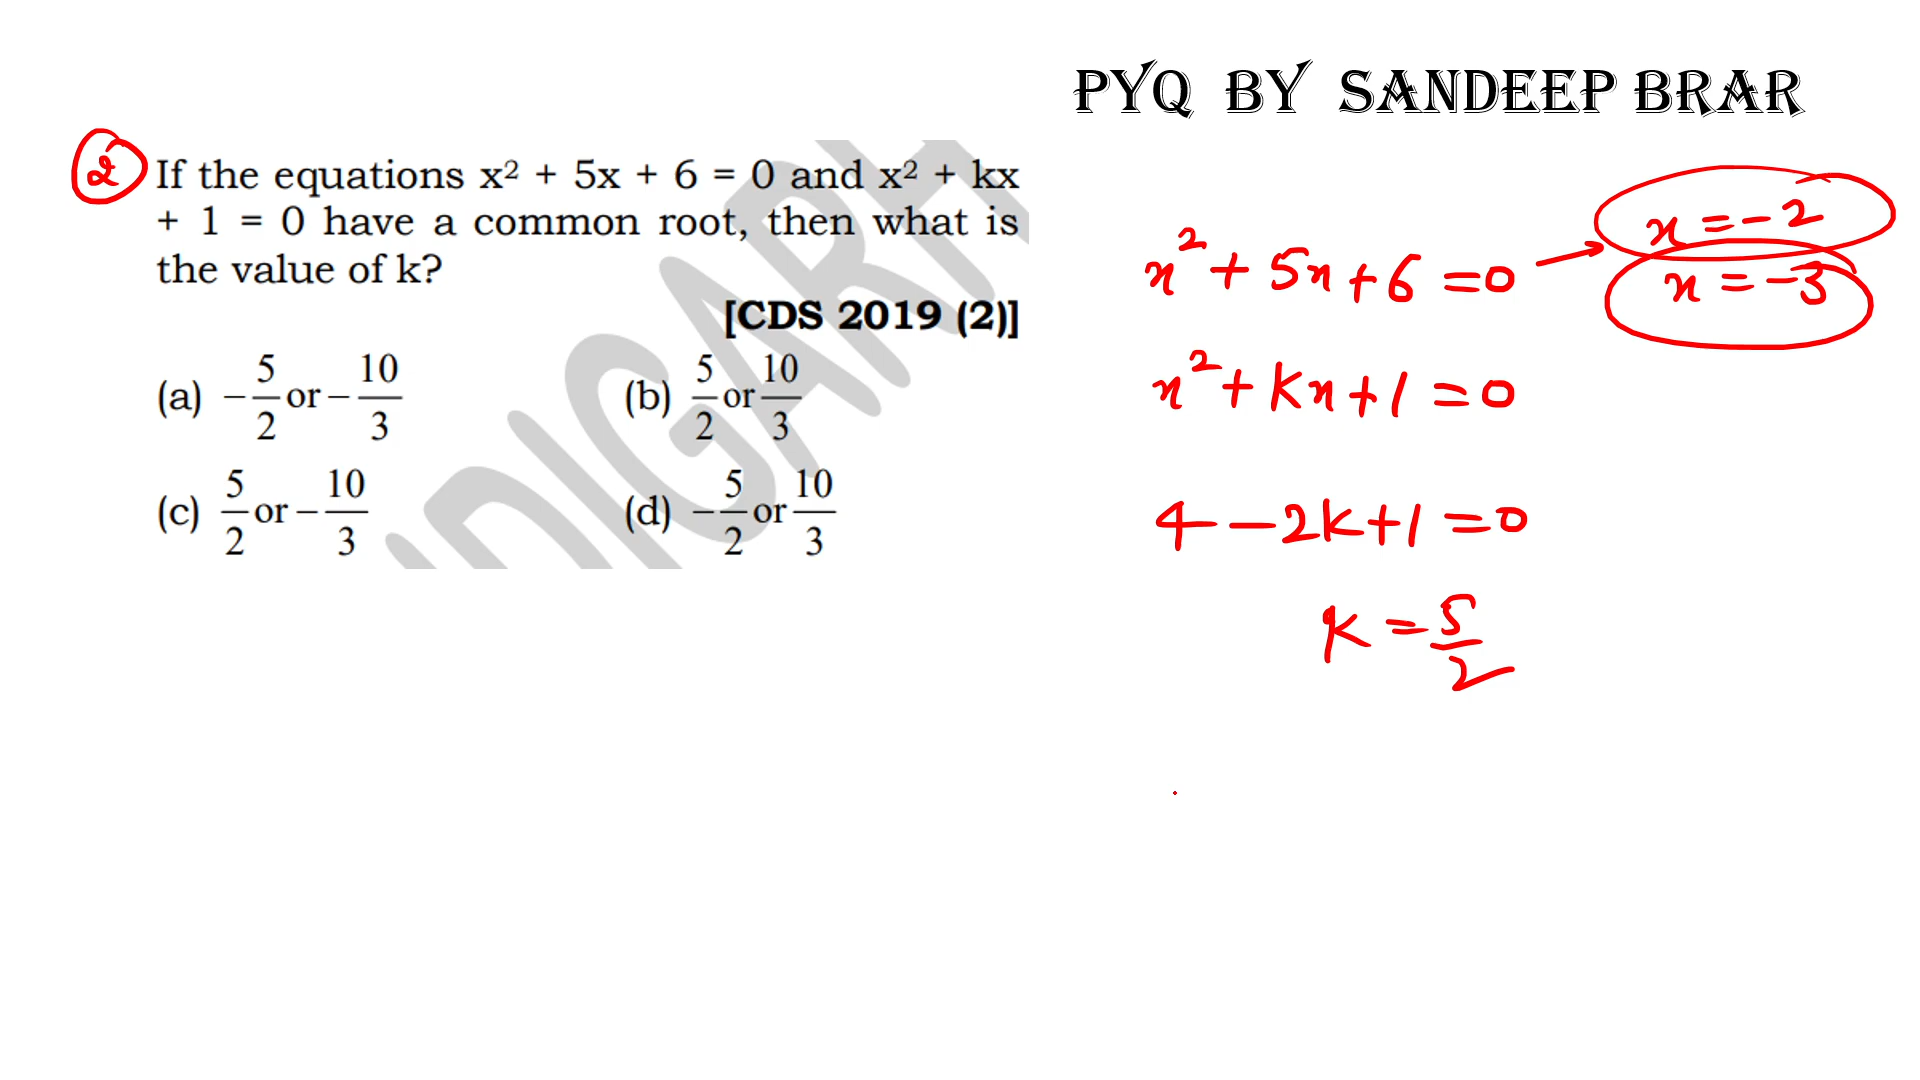 PYQ BY SANDEEP BRAR
2 If the equations x² + 5x + 6 = 0 and x² + kx
+ 1 = 0 have a common root, then what is
the value of k?
[CDS 2019 (2)]
(a) −5/2 or −10/3 (b) 5/2 or 10/3
(c) 5/2 or −10/3 (d) −5/2 or 10/3
x = −2
x² + 5x + 6 = 0 → x = −3
x² + kx + 1 = 0
4 − 2k + 1 = 0
k = 5/2